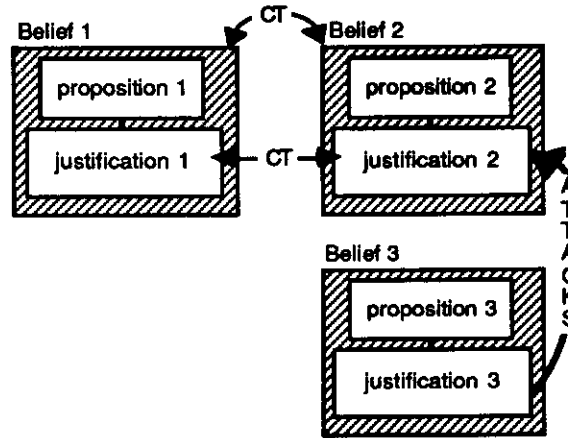 CT
Belief 1
Belief 2
proposition 1
proposition 2
justification 1
CT
justification 2
ATTACKS
Belief 3
proposition 3
justification 3